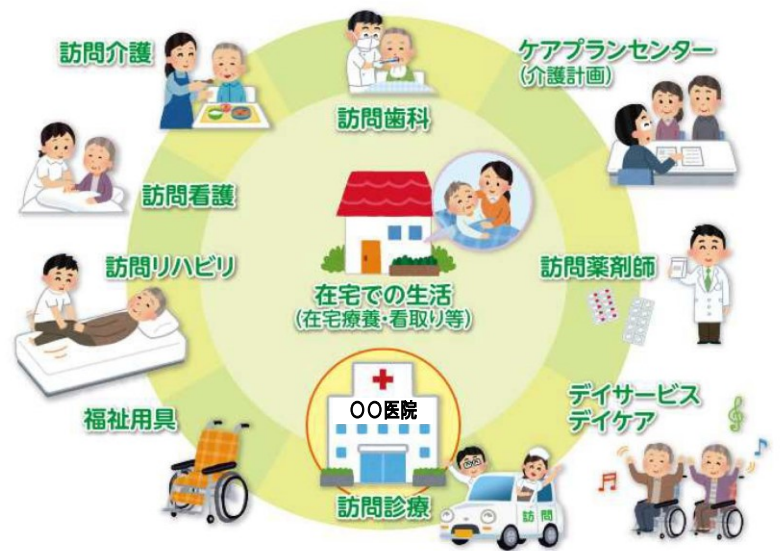 訪問介護
訪問歯科
ケアプランセンター
(介護計画)
訪問看護
訪問リハビリ
在宅での生活
(在宅療養・看取り等)
訪問薬剤師
福祉用具
〇〇医院
訪問診療
訪問
デイサービス
デイケア